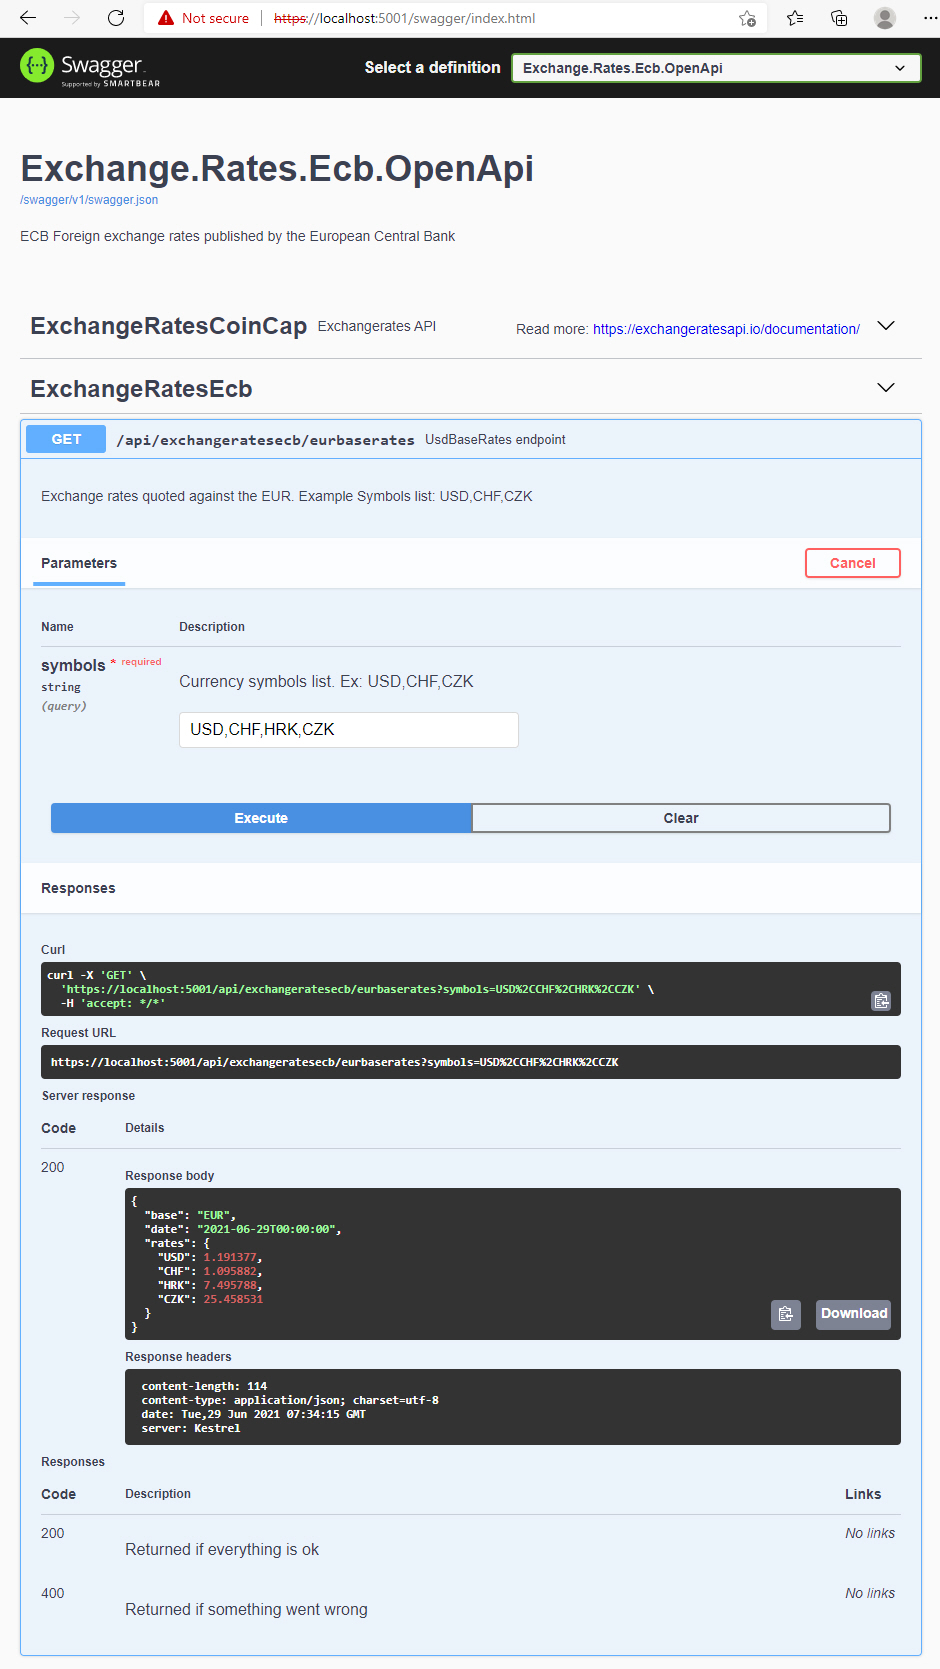 Not secure | https://localhost:5001/swagger/index.html
Swagger
Supported by SMARTBEAR
Select a definition
Exchange.Rates.Ecb.OpenApi
Exchange.Rates.Ecb.OpenApi
/swagger/v1/swagger.json
ECB Foreign exchange rates published by the European Central Bank
ExchangeRatesCoinCap Exchangerates API Read more: https://exchangeratesapi.io/documentation/
ExchangeRatesEcb
GET /api/exchangeratesecb/eurbaserates UsdBaseRates endpoint
Exchange rates quoted against the EUR. Example Symbols list: USD,CHF,CZK
Parameters Cancel
Name Description
symbols * required
string
(query)
Currency symbols list. Ex: USD,CHF,CZK
USD,CHF,HRK,CZK
Execute Clear
Responses
Curl
curl -X 'GET' \
'https://localhost:5001/api/exchangeratesecb/eurbaserates?symbols=USD%2CCHF%2CHRK%2CCZK' \
-H 'accept: */*'
Request URL
https://localhost:5001/api/exchangeratesecb/eurbaserates?symbols=USD%2CCHF%2CHRK%2CCZK
Server response
Code Details
200
Response body
{
"base": "EUR",
"date": "2021-06-29T00:00:00",
"rates": {
"USD": 1.191377,
"CHF": 1.095882,
"HRK": 7.495788,
"CZK": 25.458531
}
}
Download
Response headers
content-length: 114
content-type: application/json; charset=utf-8
date: Tue,29 Jun 2021 07:34:15 GMT
server: Kestrel
Responses
Code Description Links
200 No links
Returned if everything is ok
400 No links
Returned if something went wrong